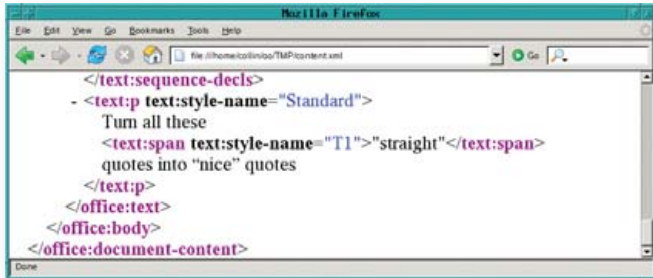 Mozilla Firefox
File Edit View Go Bookmarks Tools Help
file:///home/collin/oo/TMP/content.xml Go
</text:sequence-decls>
- <text:p text:style-name="Standard">
Turn all these
<text:span text:style-name="T1">"straight"</text:span>
quotes into “nice” quotes
</text:p>
</office:text>
</office:body>
</office:document-content>
Done